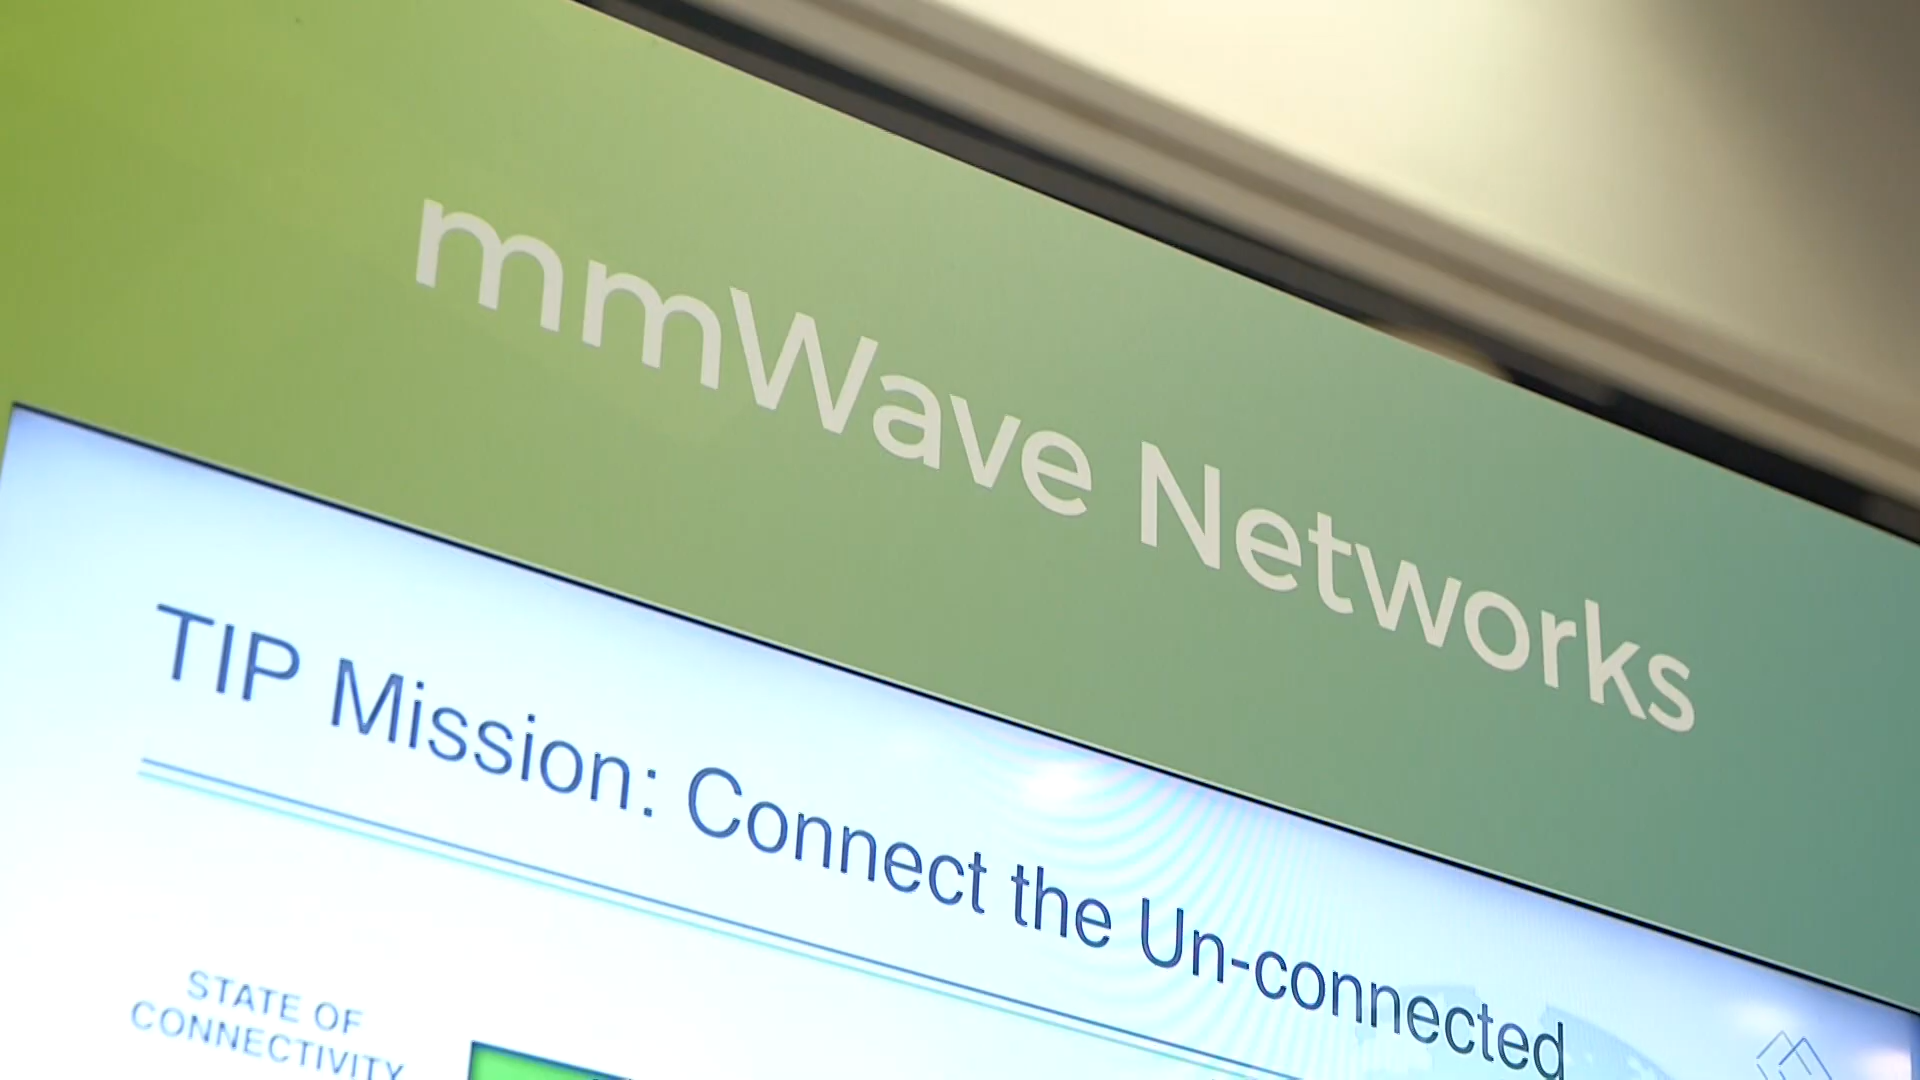 mmWave Networks
TIP Mission: Connect the Un-connected
STATE OF
CONNECTIVITY